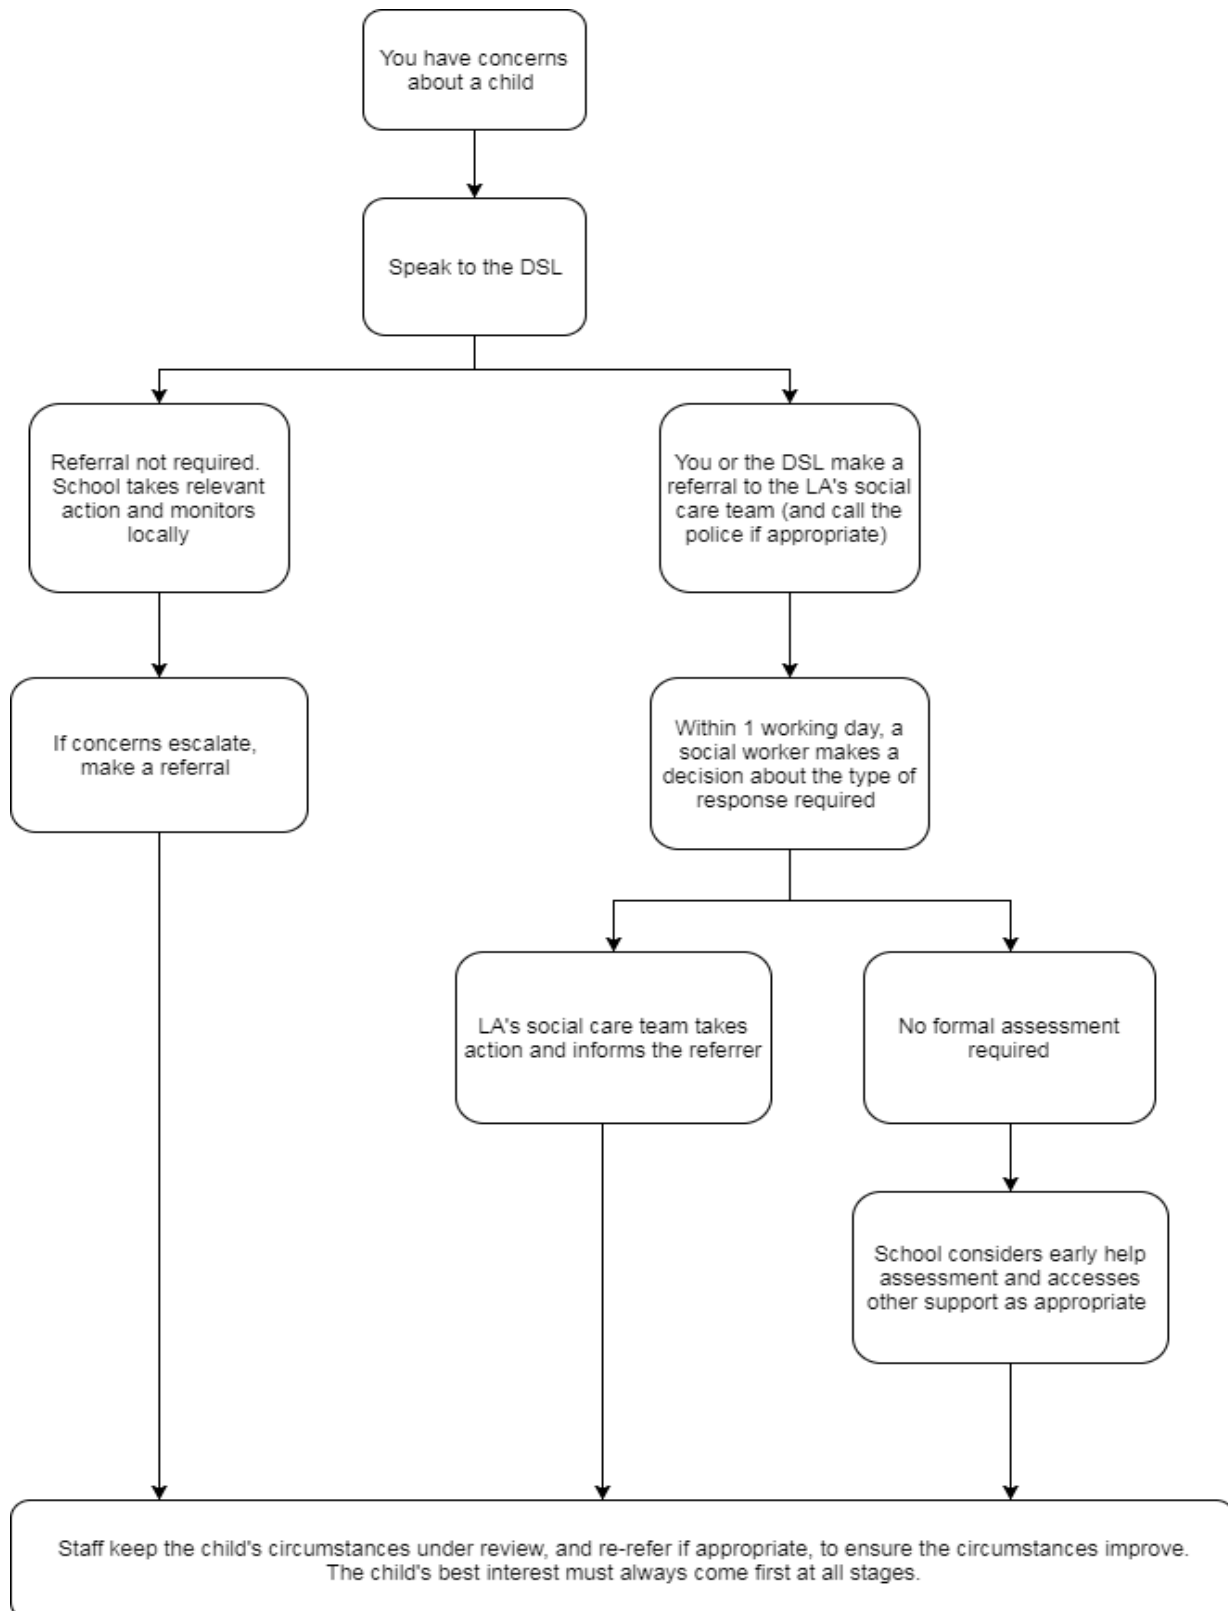 You have concerns
about a child
Speak to the DSL
Referral not required.
School takes relevant
action and monitors
locally
You or the DSL make a
referral to the LA's social
care team (and call the
police if appropriate)
If concerns escalate,
make a referral
Within 1 working day, a
social worker makes a
decision about the type of
response required
LA's social care team takes
action and informs the referrer
No formal assessment
required
School considers early help
assessment and accesses
other support as appropriate
Staff keep the child's circumstances under review, and re-refer if appropriate, to ensure the circumstances improve.
The child's best interest must always come first at all stages.